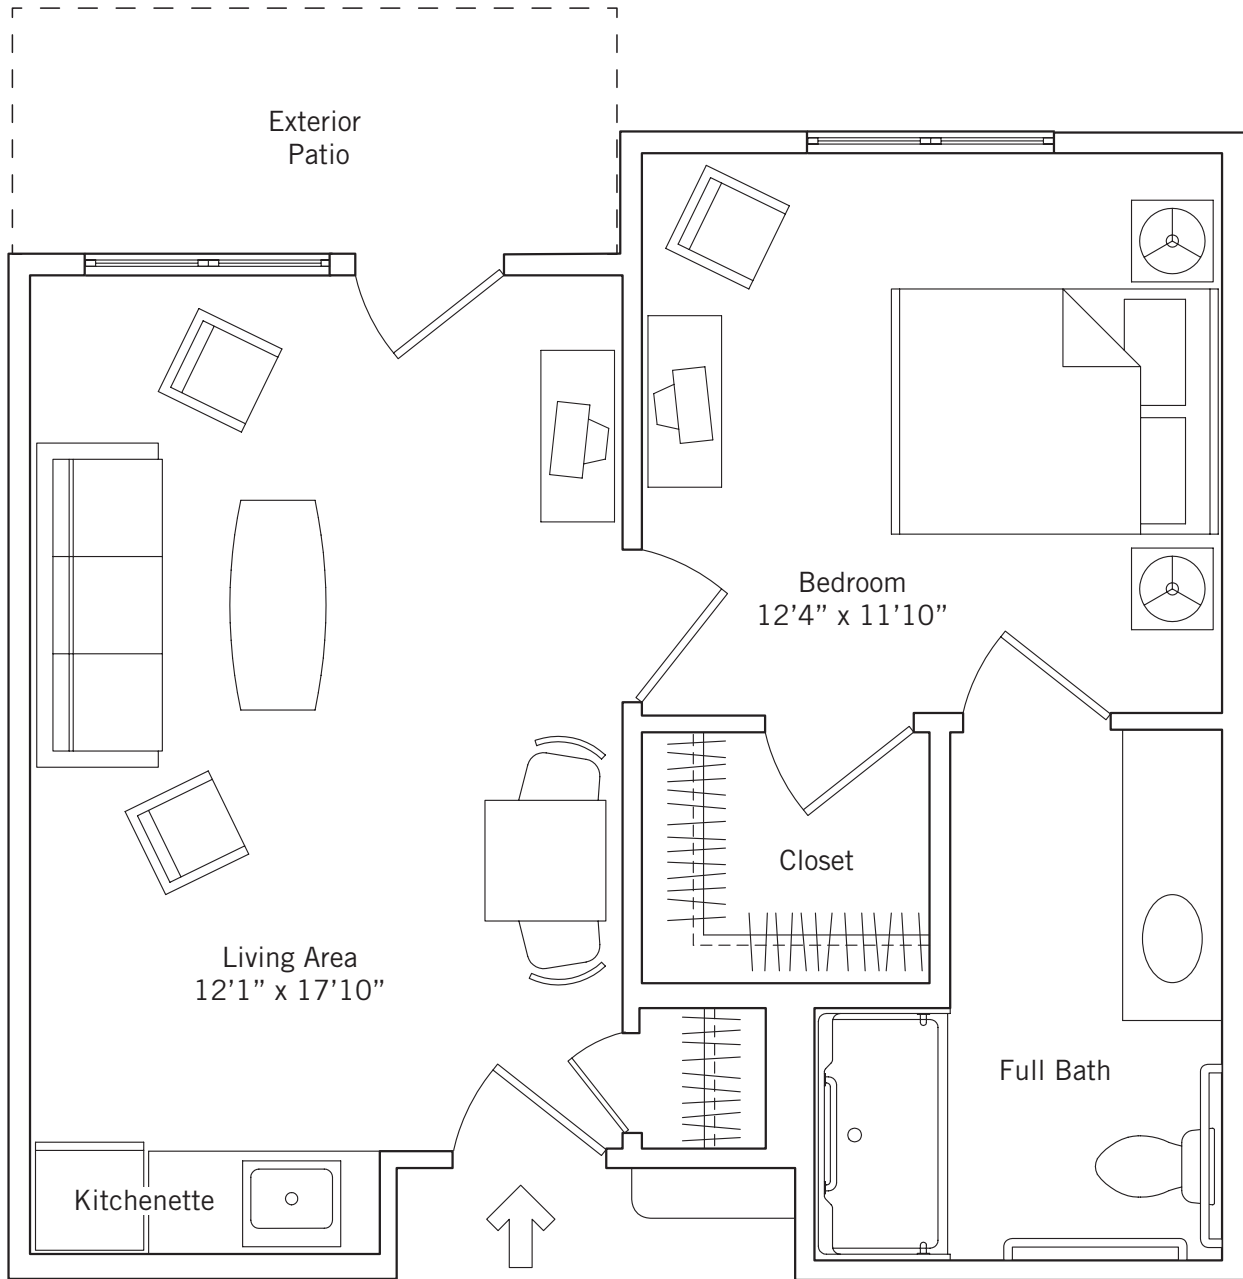 Exterior
Patio
Bedroom
12’4” x 11’10”
Closet
Living Area
12’1” x 17’10”
Full Bath
Kitchenette